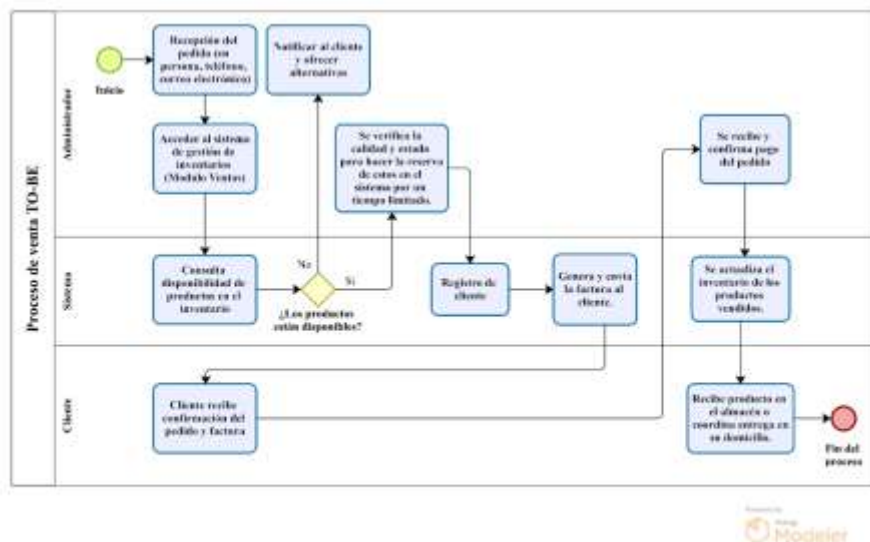 Proceso de venta TO-BE
Administrador
Inicio
Recepción del
pedido (en
persona, teléfono,
correo electrónico)
Notificar al cliente
y ofrecer
alternativas
Acceder al sistema
de gestión de
inventarios
(Modulo Ventas)
Se verifica la
calidad y estado
para hacer la reserva
de estos en el
sistema por un
tiempo limitado.
Se recibe y
confirma pago
del pedido
Sistema
Consulta
disponibilidad de
productos en el
inventario
No
Sí
¿Los productos
están disponibles?
Registro de
cliente
Genera y envía
la factura al
cliente.
Se actualiza el
inventario de los
productos
vendidos.
Cliente
Cliente recibe
confirmación del
pedido y factura
Recibe producto en
el almacén o
coordina entrega en
su domicilio.
Fin del
proceso
Modeler